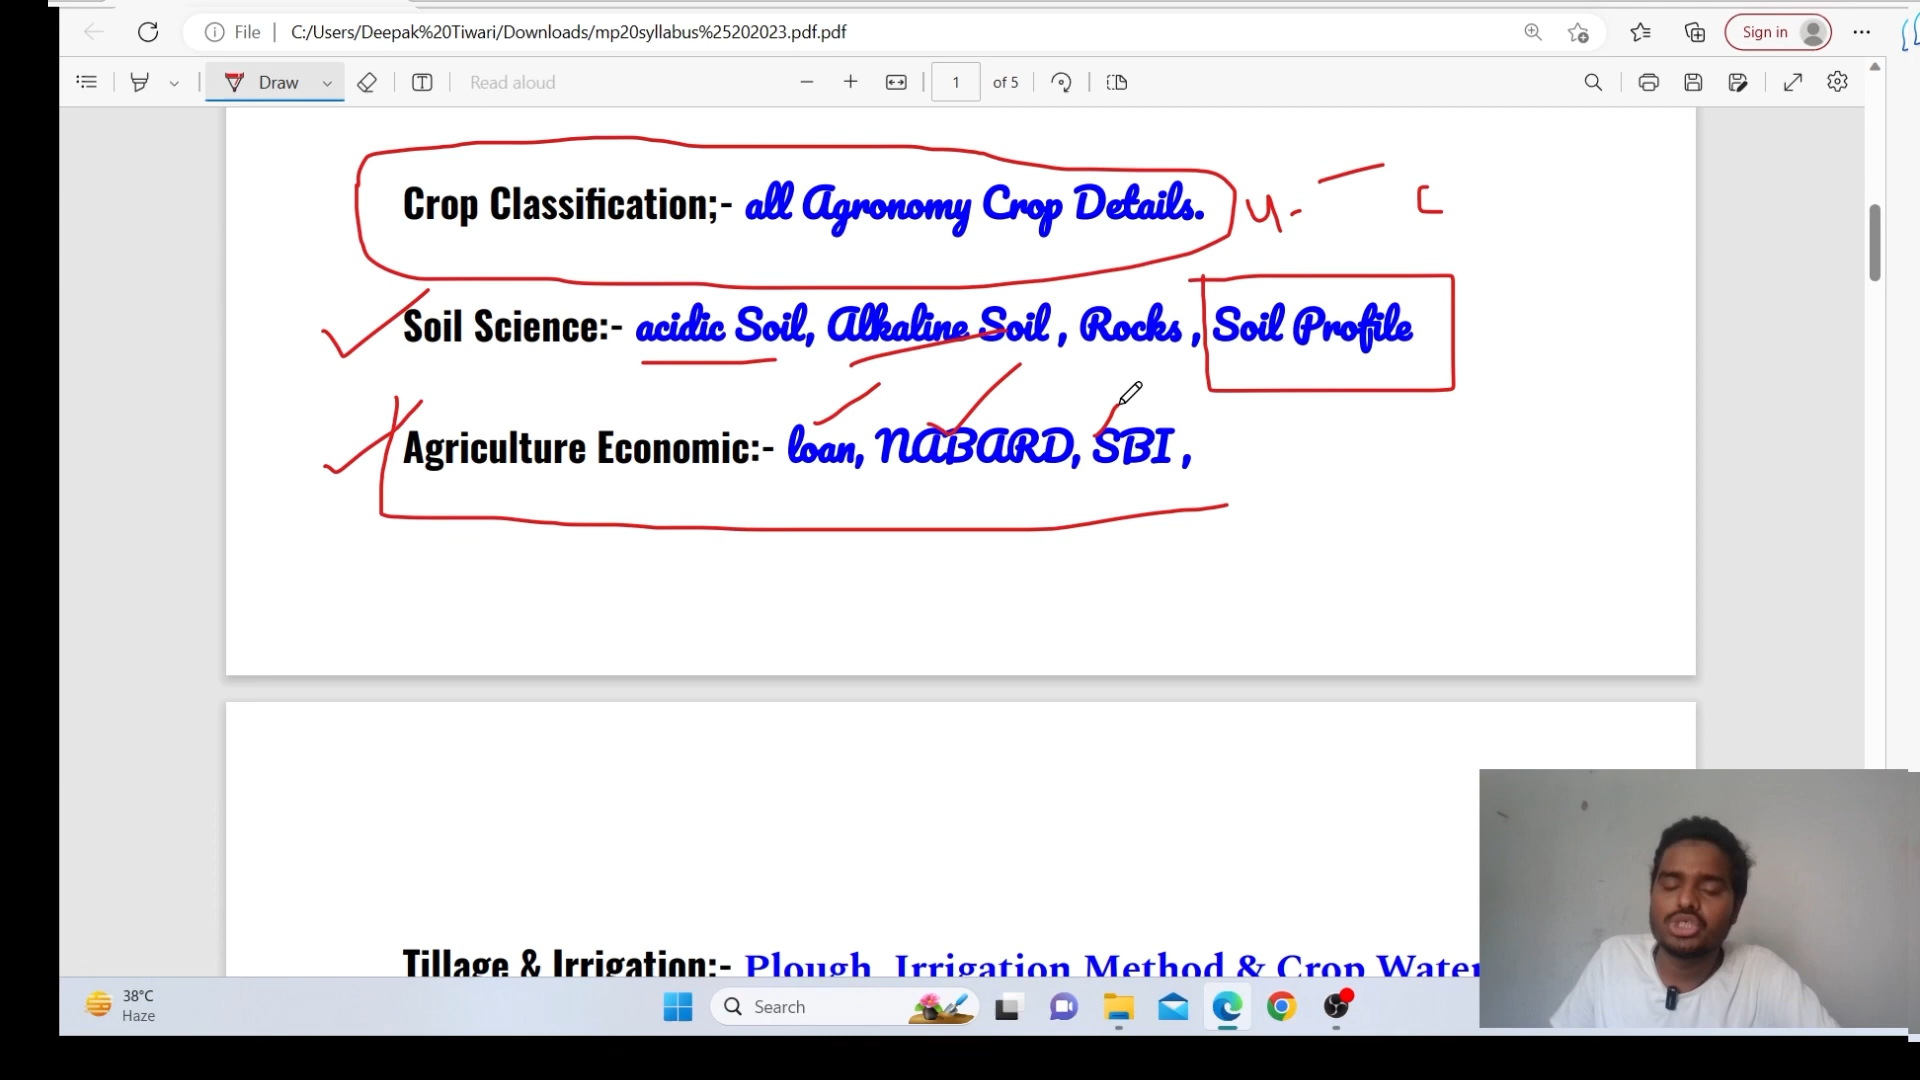 File C:/Users/Deepak%20Tiwari/Downloads/mp20syllabus%25202023.pdf.pdf Sign in
Draw Read aloud 1 of 5
Crop Classification;- all Agronomy Crop Details. 4-
Soil Science:- acidic Soil, Alkaline Soil , Rocks , Soil Profile
Agriculture Economic:- loan, NABARD, SBI ,
Tillage & Irrigation:- Plough, Irrigation Method & Crop Water
38°C
Haze
Search